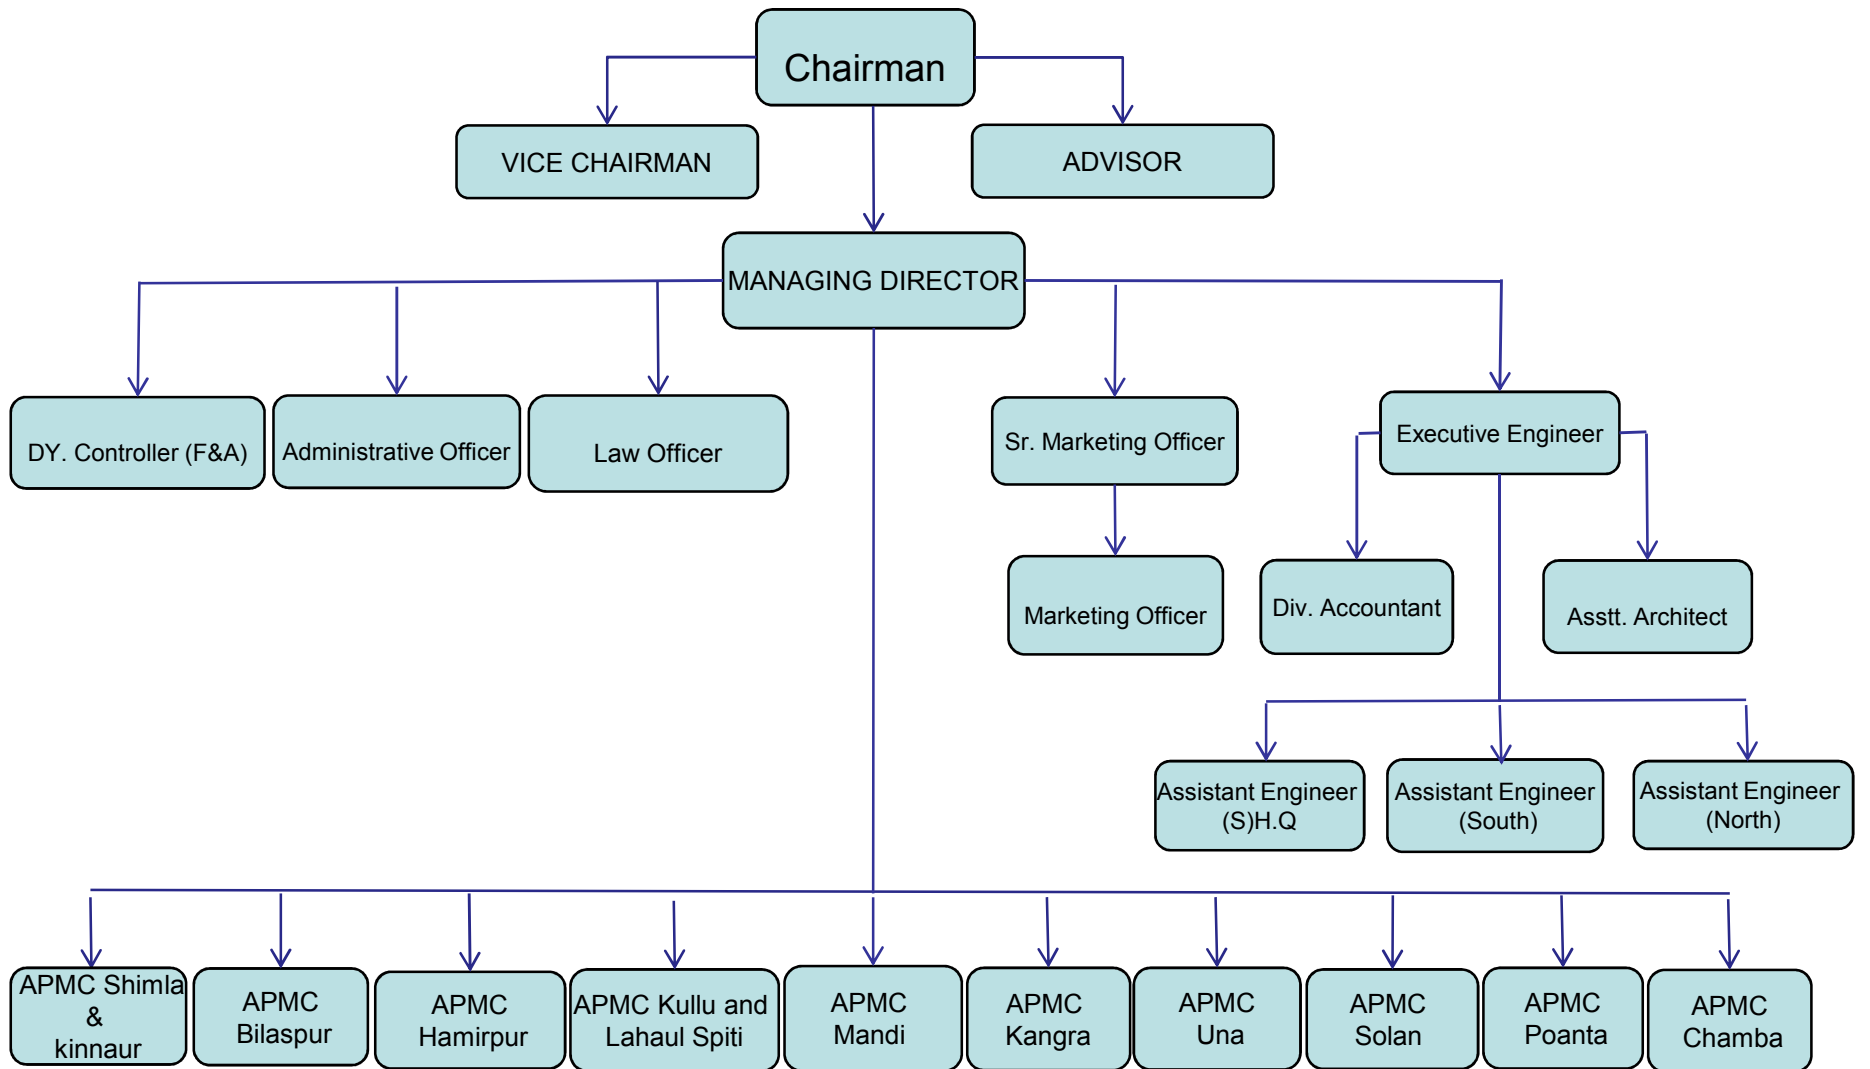 Chairman
VICE CHAIRMAN
ADVISOR
MANAGING DIRECTOR
DY. Controller (F&A)
Administrative Officer
Law Officer
Sr. Marketing Officer
Executive Engineer
Marketing Officer
Div. Accountant
Asstt. Architect
Assistant Engineer
(S)H.Q
Assistant Engineer
(South)
Assistant Engineer
(North)
APMC Shimla
&
kinnaur
APMC
Bilaspur
APMC
Hamirpur
APMC Kullu and
Lahaul Spiti
APMC
Mandi
APMC
Kangra
APMC
Una
APMC
Solan
APMC
Poanta
APMC
Chamba